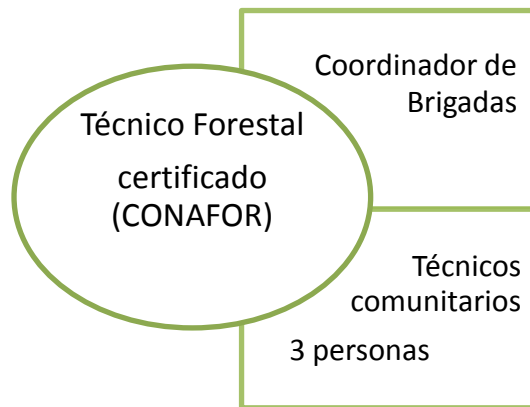 Técnico Forestal
certificado
(CONAFOR)
Coordinador de
Brigadas
Técnicos
comunitarios
3 personas